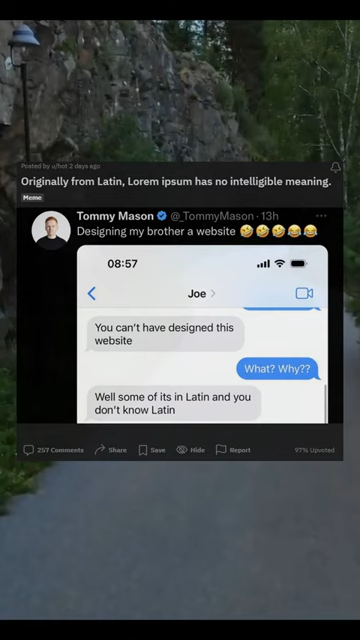 Posted by u/hot 2 days ago
Originally from Latin, Lorem ipsum has no intelligible meaning.
Meme
Tommy Mason @_TommyMason · 13h
Designing my brother a website 🤣🤣🤣😂😂
08:57
Joe
You can't have designed this
website
What? Why??
Well some of its in Latin and you
don't know Latin
257 Comments Share Save Hide Report 97% Upvoted